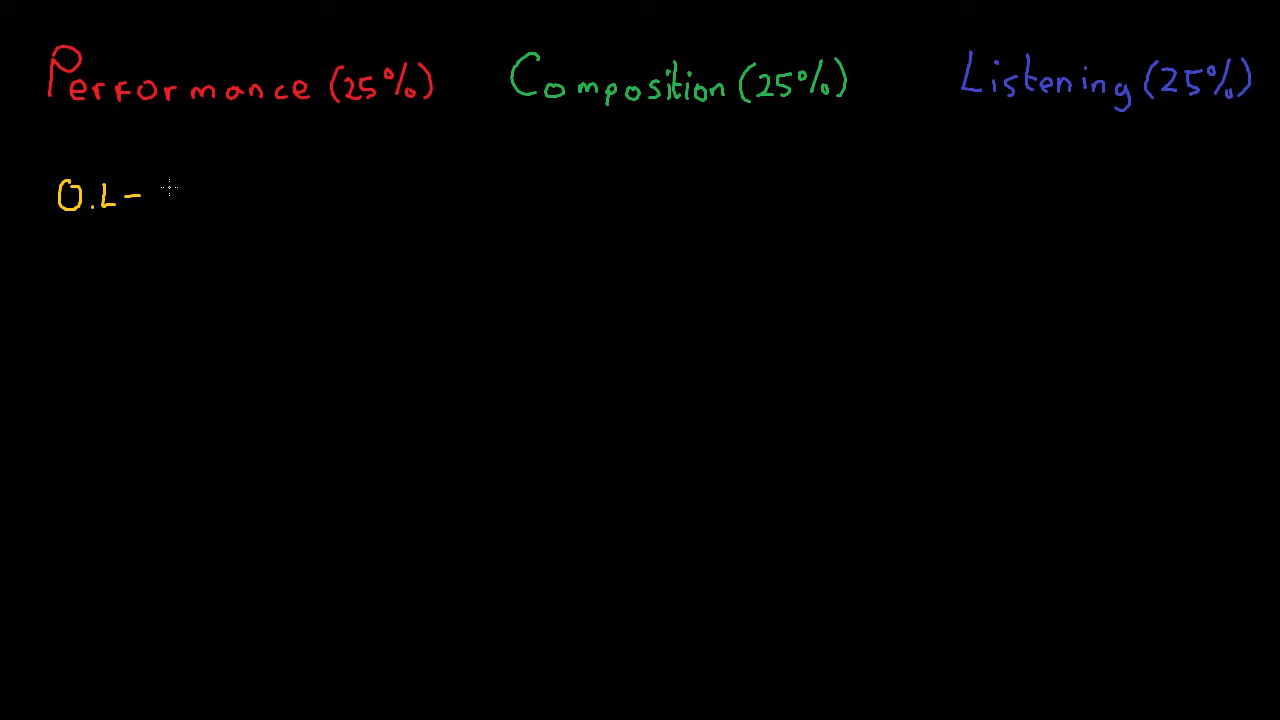 Performance (25%) Composition (25%) Listening (25%)
O.L -